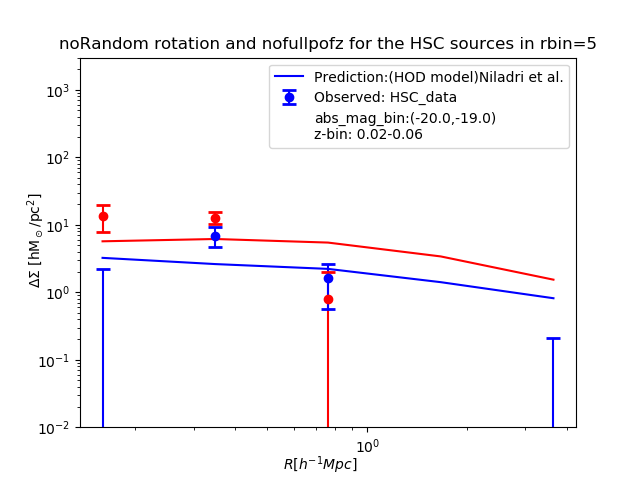 noRandom rotation and nofullpofz for the HSC sources in rbin=5
Prediction:(HOD model)Niladri et al.
Observed: HSC_data
abs_mag_bin:(-20.0,-19.0)
z-bin: 0.02-0.06
10³
10²
10¹
10⁰
10⁻¹
10⁻²
ΔΣ [hM⊙/pc²]
10⁰
R[h⁻¹Mpc]